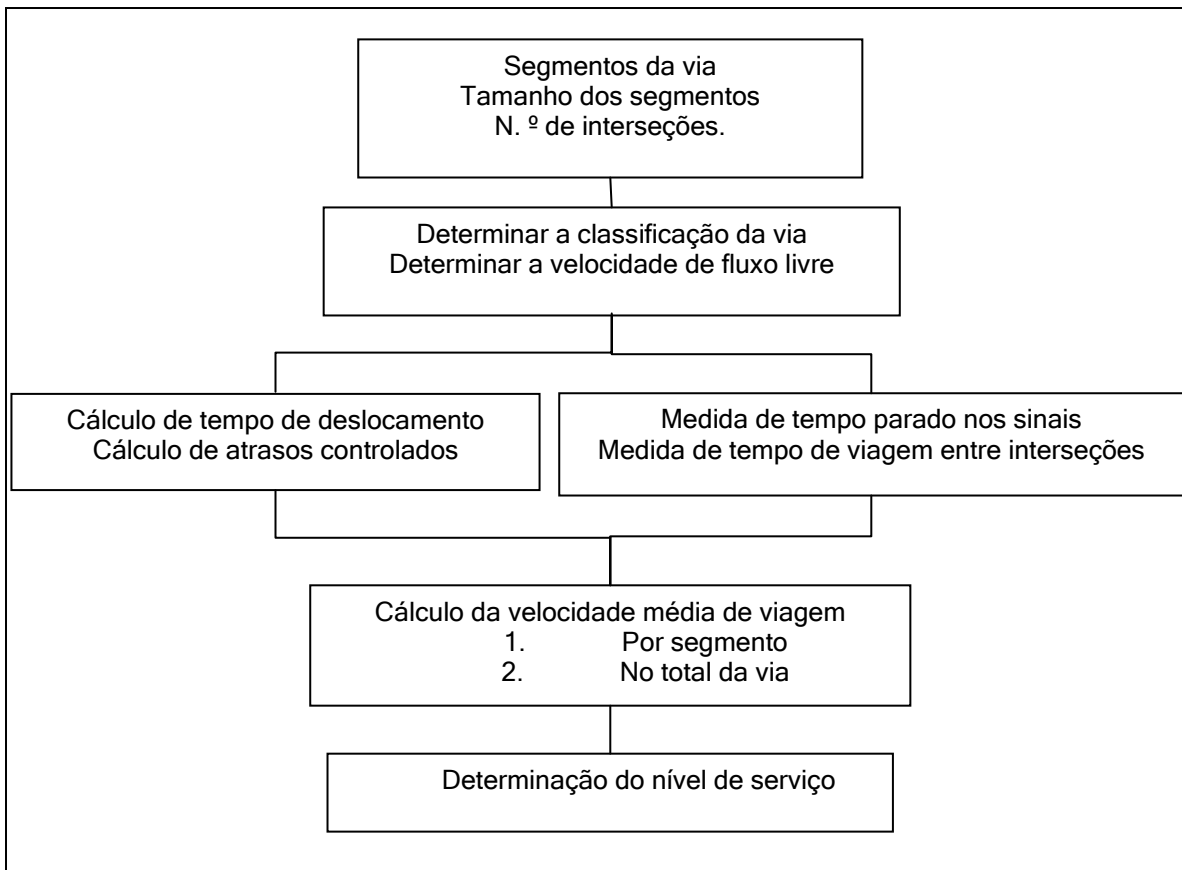 Segmentos da via
Tamanho dos segmentos
N. º de interseções.
Determinar a classificação da via
Determinar a velocidade de fluxo livre
Cálculo de tempo de deslocamento
Cálculo de atrasos controlados
Medida de tempo parado nos sinais
Medida de tempo de viagem entre interseções
Cálculo da velocidade média de viagem
1. Por segmento
2. No total da via
Determinação do nível de serviço